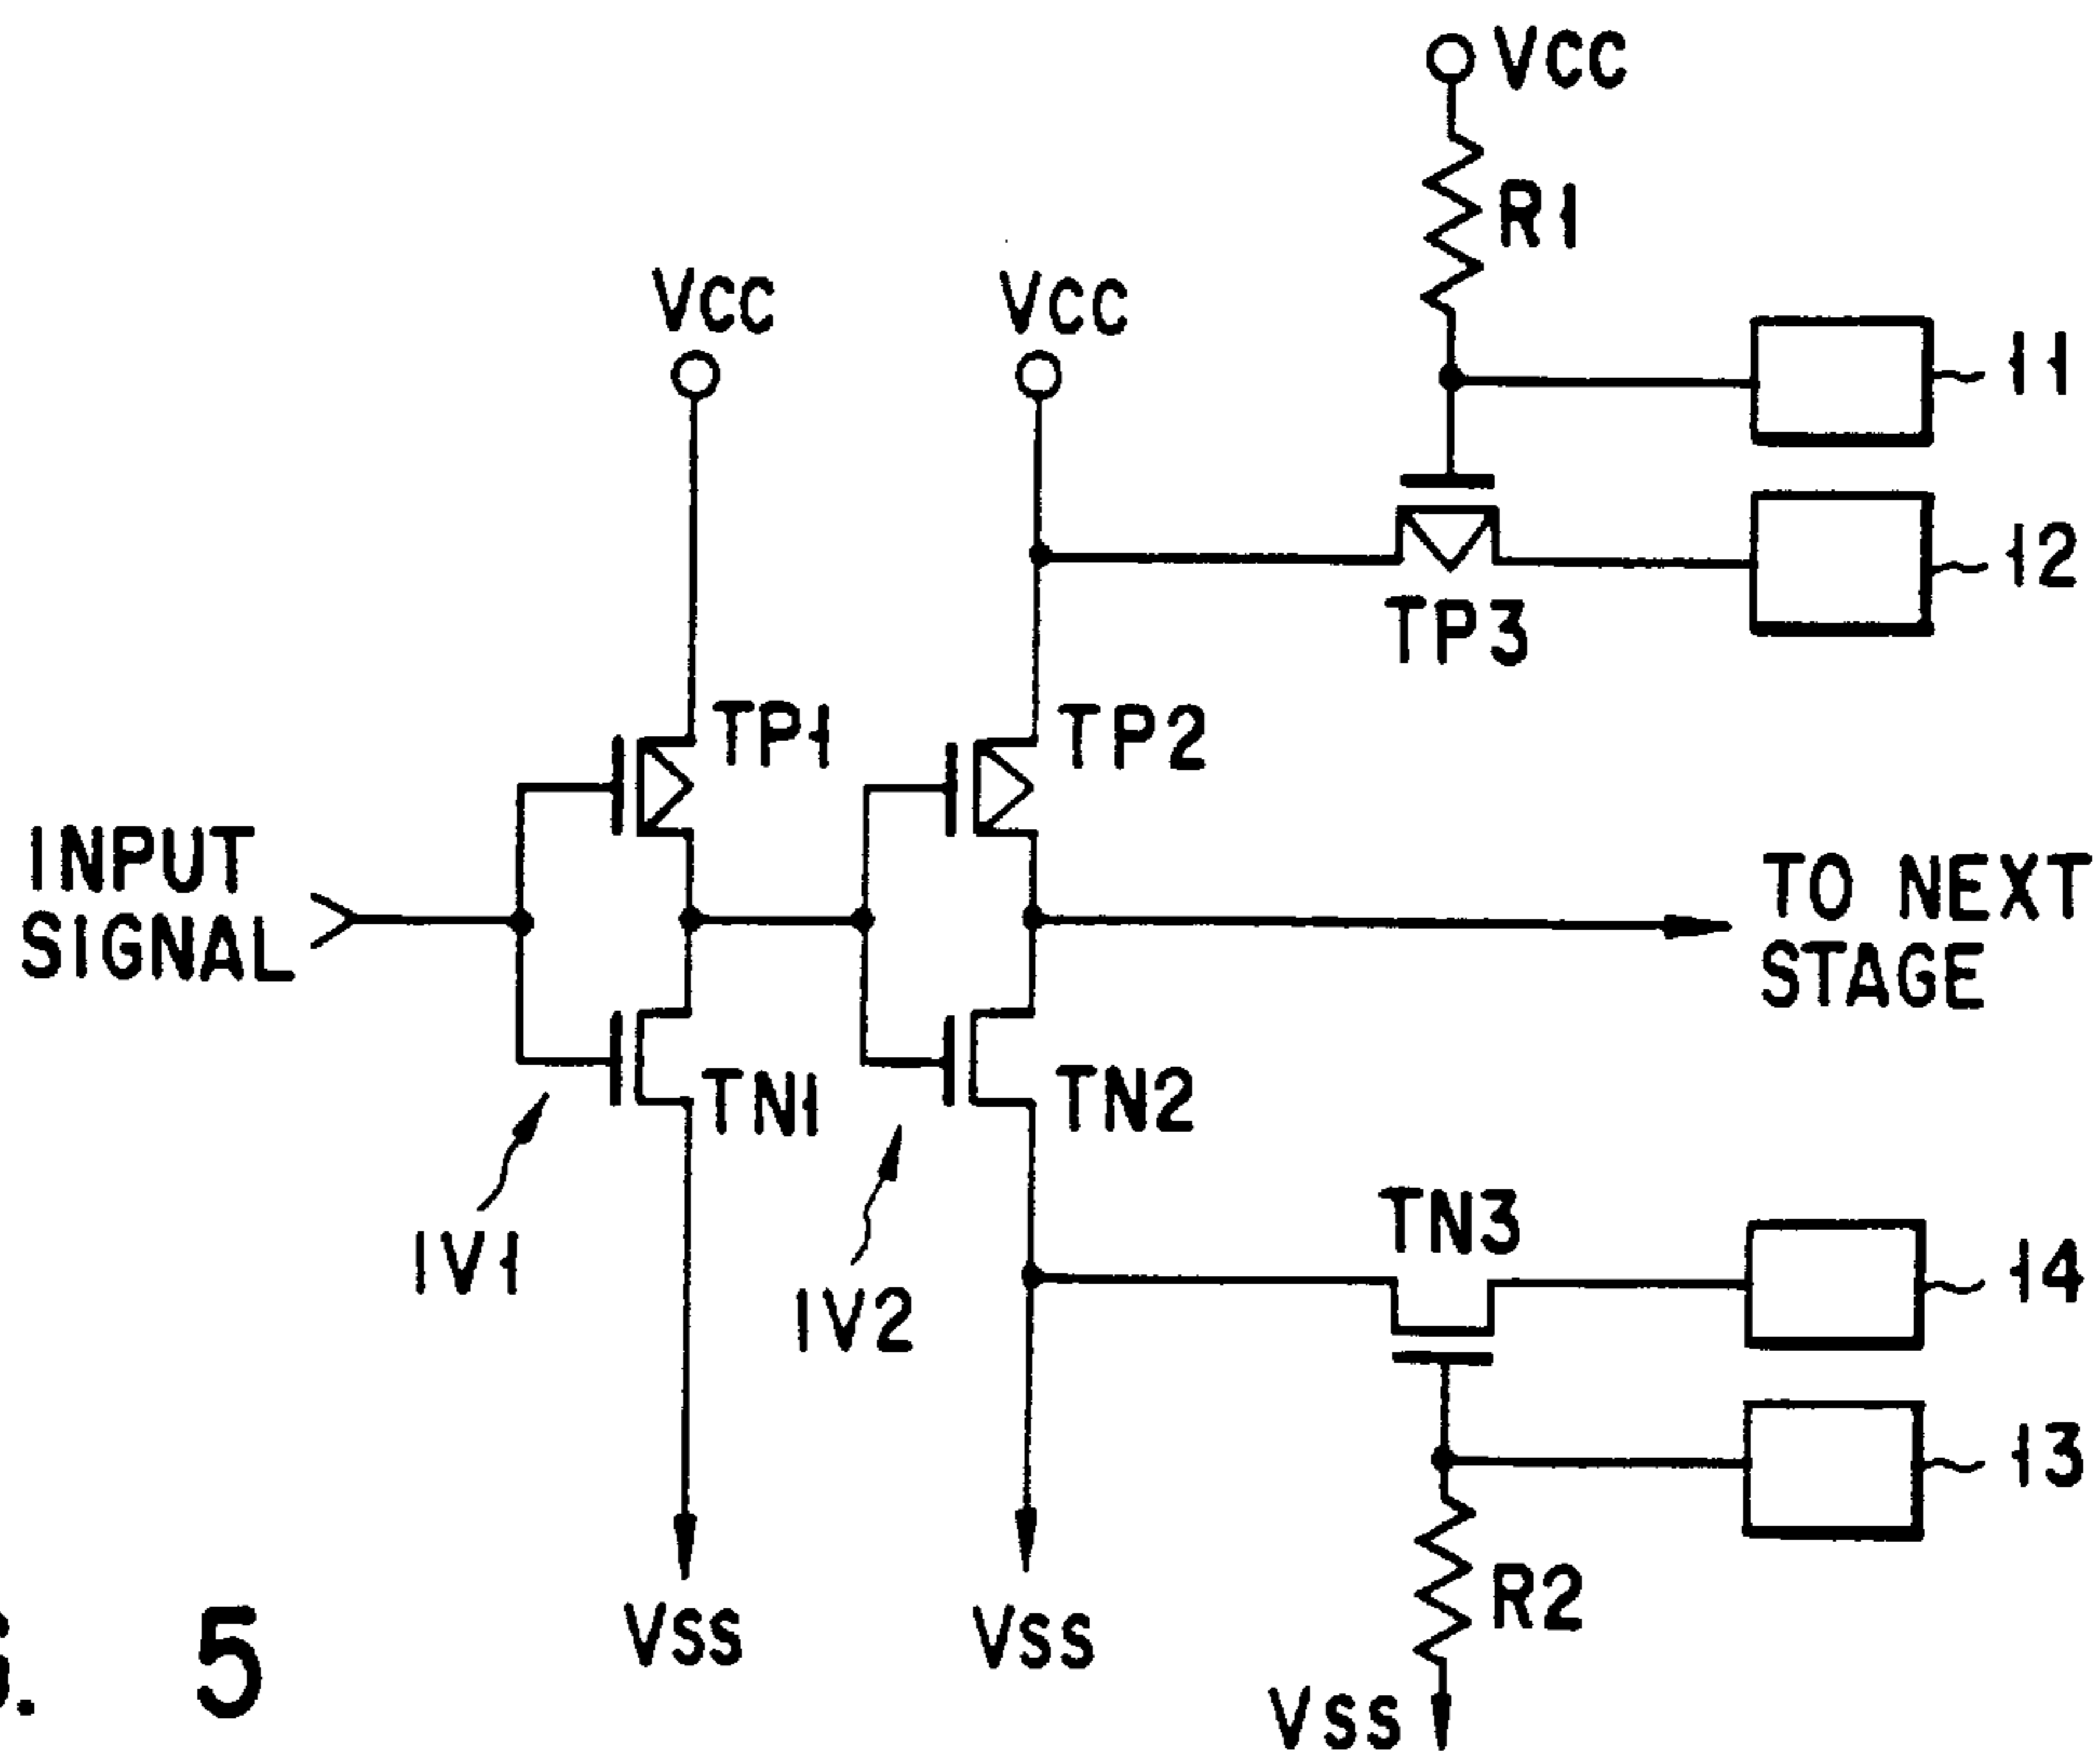 VCC
R1
VCC
VCC
11
12
TP3
TP1
TP2
INPUT
SIGNAL
TO NEXT
STAGE
TN1
TN2
TN3
14
IV1
IV2
13
R2
VSS
VSS
VSS
5